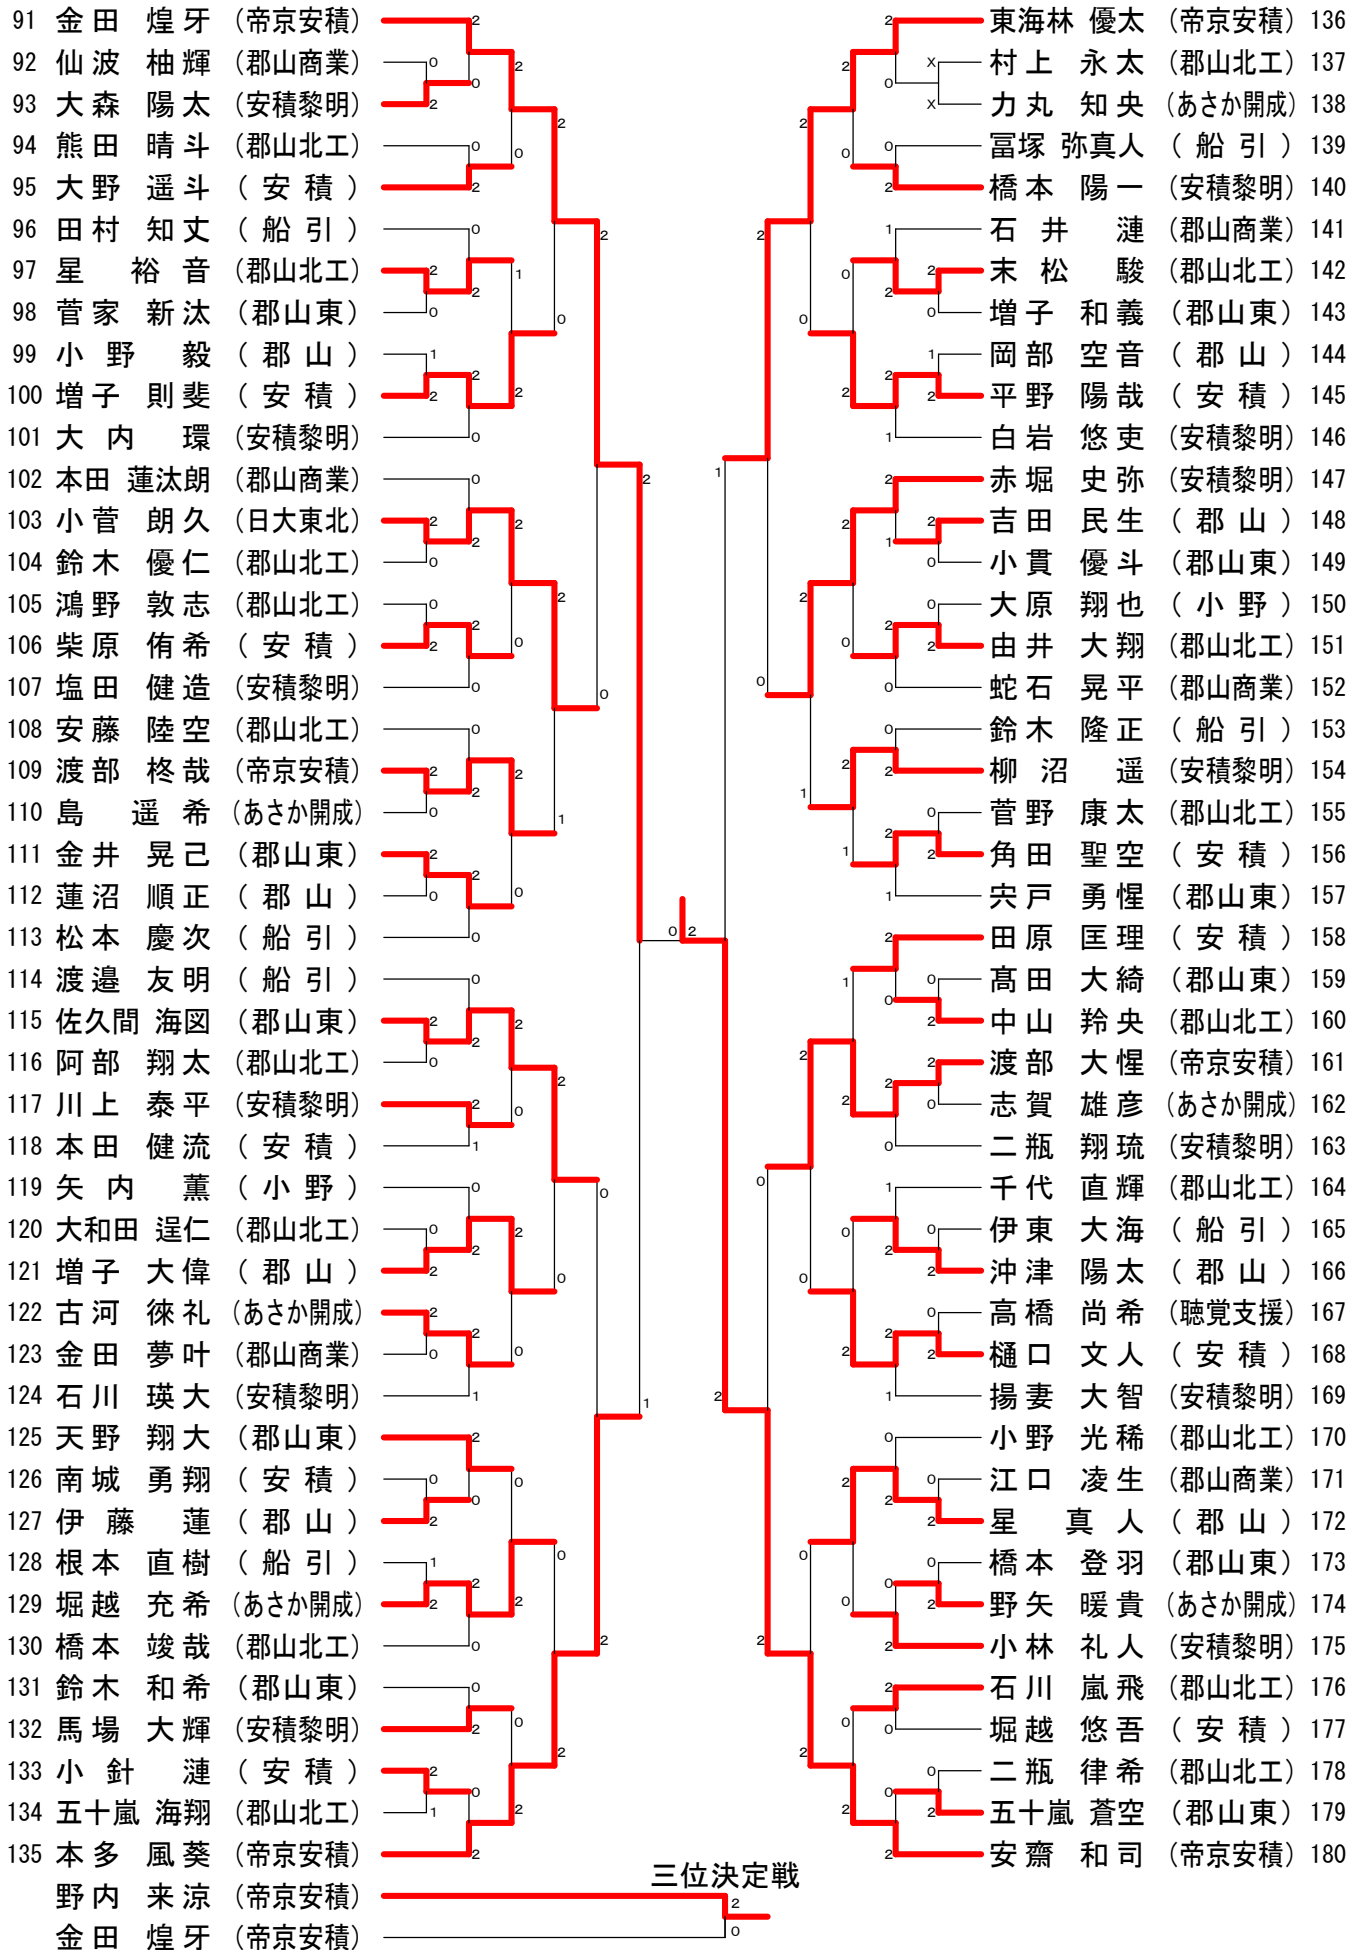 91 金田 煌牙 (帝京安積)
92 仙波 柚輝 (郡山商業)
93 大森 陽太 (安積黎明)
94 熊田 晴斗 (郡山北工)
95 大野 遥斗 (安積)
96 田村 知丈 (船引)
97 星 裕音 (郡山北工)
98 菅家 新汰 (郡山東)
99 小野 毅 (郡山)
100 増子 則斐 (安積)
101 大内 環 (安積黎明)
102 本田 蓮汰朗 (郡山商業)
103 小菅 朗久 (日大東北)
104 鈴木 優仁 (郡山北工)
105 鴻野 敦志 (郡山北工)
106 柴原 侑希 (安積)
107 塩田 健造 (安積黎明)
108 安藤 陸空 (郡山北工)
109 渡部 柊哉 (帝京安積)
110 島 遥希 (あさか開成)
111 金井 晃己 (郡山東)
112 蓮沼 順正 (郡山)
113 松本 慶次 (船引)
114 渡邉 友明 (船引)
115 佐久間 海図 (郡山東)
116 阿部 翔太 (郡山北工)
117 川上 泰平 (安積黎明)
118 本田 健流 (安積)
119 矢内 薫 (小野)
120 大和田 逞仁 (郡山北工)
121 増子 大偉 (郡山)
122 古河 徠礼 (あさか開成)
123 金田 夢叶 (郡山商業)
124 石川 瑛大 (安積黎明)
125 天野 翔大 (郡山東)
126 南城 勇翔 (安積)
127 伊藤 蓮 (郡山)
128 根本 直樹 (船引)
129 堀越 充希 (あさか開成)
130 橋本 竣哉 (郡山北工)
131 鈴木 和希 (郡山東)
132 馬場 大輝 (安積黎明)
133 小針 漣 (安積)
134 五十嵐 海翔 (郡山北工)
135 本多 風葵 (帝京安積)
東海林 優太 (帝京安積) 136
村上 永太 (郡山北工) 137
力丸 知央 (あさか開成) 138
冨塚 弥真人 (船引) 139
橋本 陽一 (安積黎明) 140
石井 漣 (郡山商業) 141
末松 駿 (郡山北工) 142
増子 和義 (郡山東) 143
岡部 空音 (郡山) 144
平野 陽哉 (安積) 145
白岩 悠吏 (安積黎明) 146
赤堀 史弥 (安積黎明) 147
吉田 民生 (郡山) 148
小貫 優斗 (郡山東) 149
大原 翔也 (小野) 150
由井 大翔 (郡山北工) 151
蛇石 晃平 (郡山商業) 152
鈴木 隆正 (船引) 153
柳沼 遥 (安積黎明) 154
菅野 康太 (郡山北工) 155
角田 聖空 (安積) 156
宍戸 勇惺 (郡山東) 157
田原 匡理 (安積) 158
髙田 大綺 (郡山東) 159
中山 羚央 (郡山北工) 160
渡部 大惺 (帝京安積) 161
志賀 雄彦 (あさか開成) 162
二瓶 翔琉 (安積黎明) 163
千代 直輝 (郡山北工) 164
伊東 大海 (船引) 165
沖津 陽太 (郡山) 166
高橋 尚希 (聴覚支援) 167
樋口 文人 (安積) 168
揚妻 大智 (安積黎明) 169
小野 光稀 (郡山北工) 170
江口 凌生 (郡山商業) 171
星 真人 (郡山) 172
橋本 登羽 (郡山東) 173
野矢 暖貴 (あさか開成) 174
小林 礼人 (安積黎明) 175
石川 嵐飛 (郡山北工) 176
堀越 悠吾 (安積) 177
二瓶 律希 (郡山北工) 178
五十嵐 蒼空 (郡山東) 179
安齋 和司 (帝京安積) 180
三位決定戦
野内 来涼 (帝京安積) 2
金田 煌牙 (帝京安積) 0